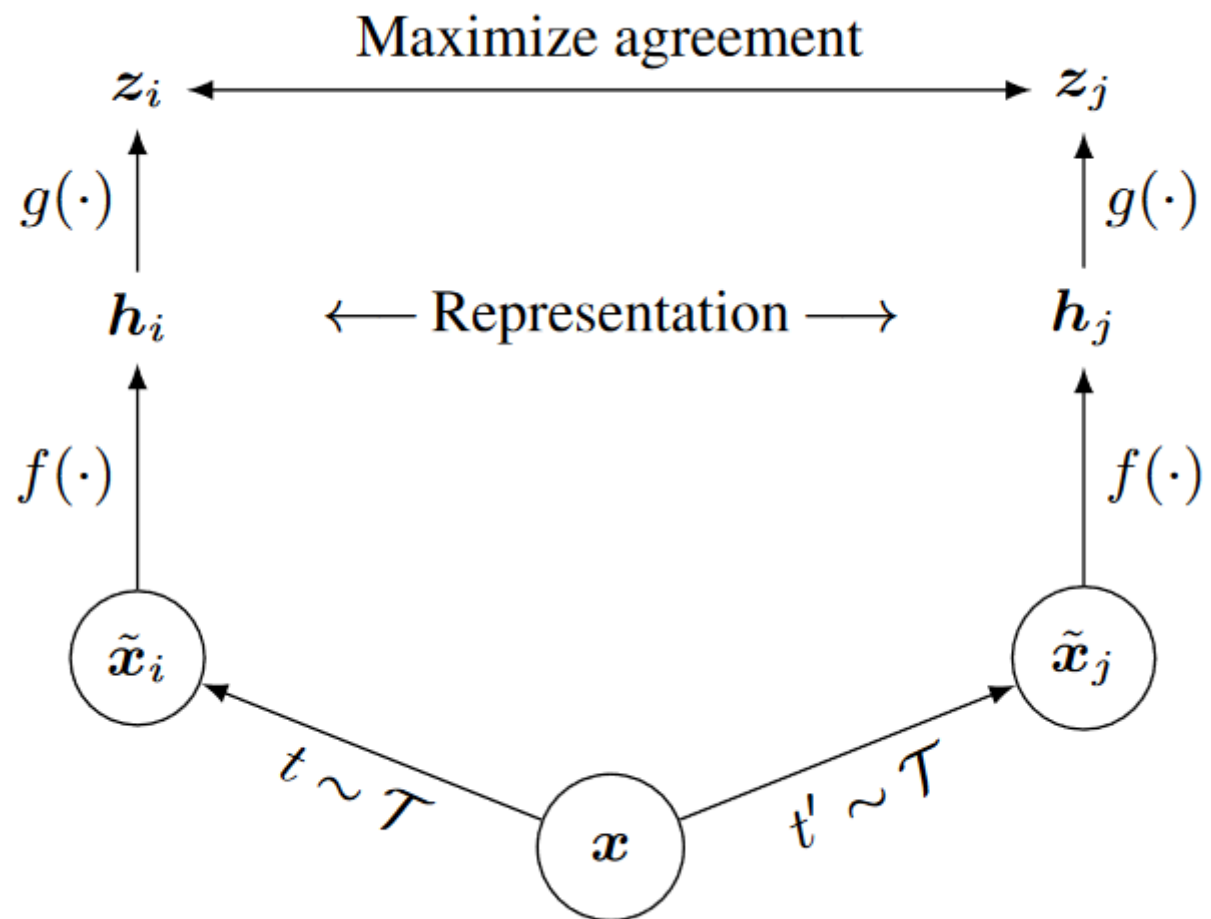 Maximize agreement
z_i z_j
g(·) g(·)
h_i ← Representation → h_j
f(·) f(·)
x̃_i x̃_j
t ~ 𝒯 t' ~ 𝒯
x